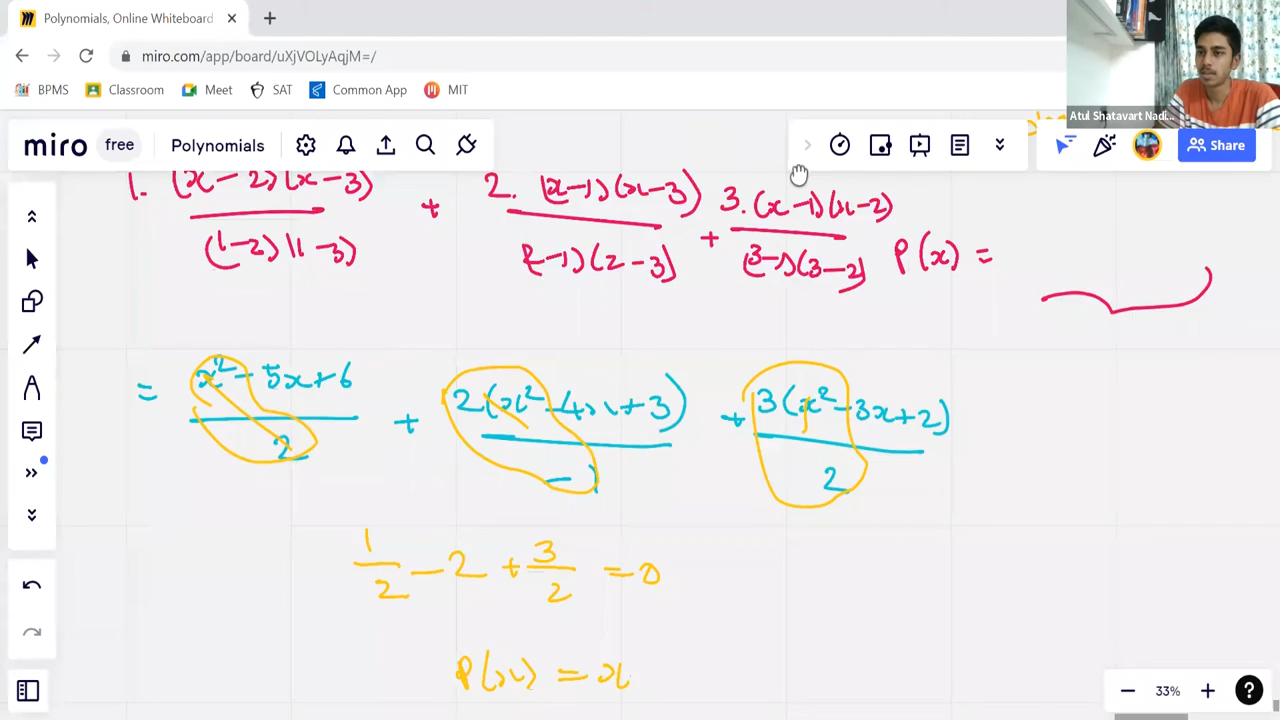 Polynomials, Online Whiteboard
miro.com/app/board/uXjVOLyAqjM=/
BPMS Classroom Meet SAT Common App MIT
Atul Shatavart Nadi...
miro free Polynomials Share
1. (x-2)(x-3) + 2. (x-1)(x-3) + 3. (x-1)(x-2) P(x) =
(1-2)(1-3) (2-1)(2-3) (3-1)(3-2)
= x²-5x+6 + 2(x²-4x+3) + 3(x²-3x+2)
2 -1 2
1/2 - 2 + 3/2 = 0
P(x) = x
33%